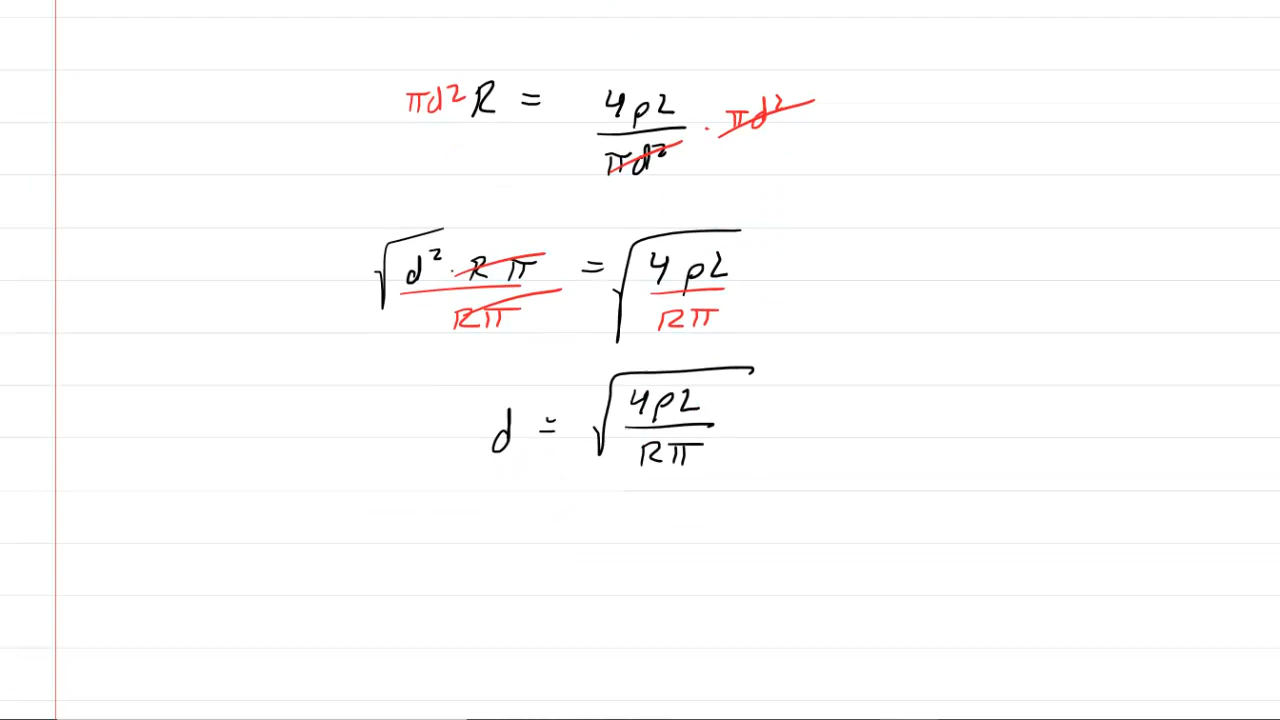 πd²R = 4ρL/πd² · πd²
√d² · Rπ/Rπ = √4ρL/Rπ
d = √4ρL/Rπ